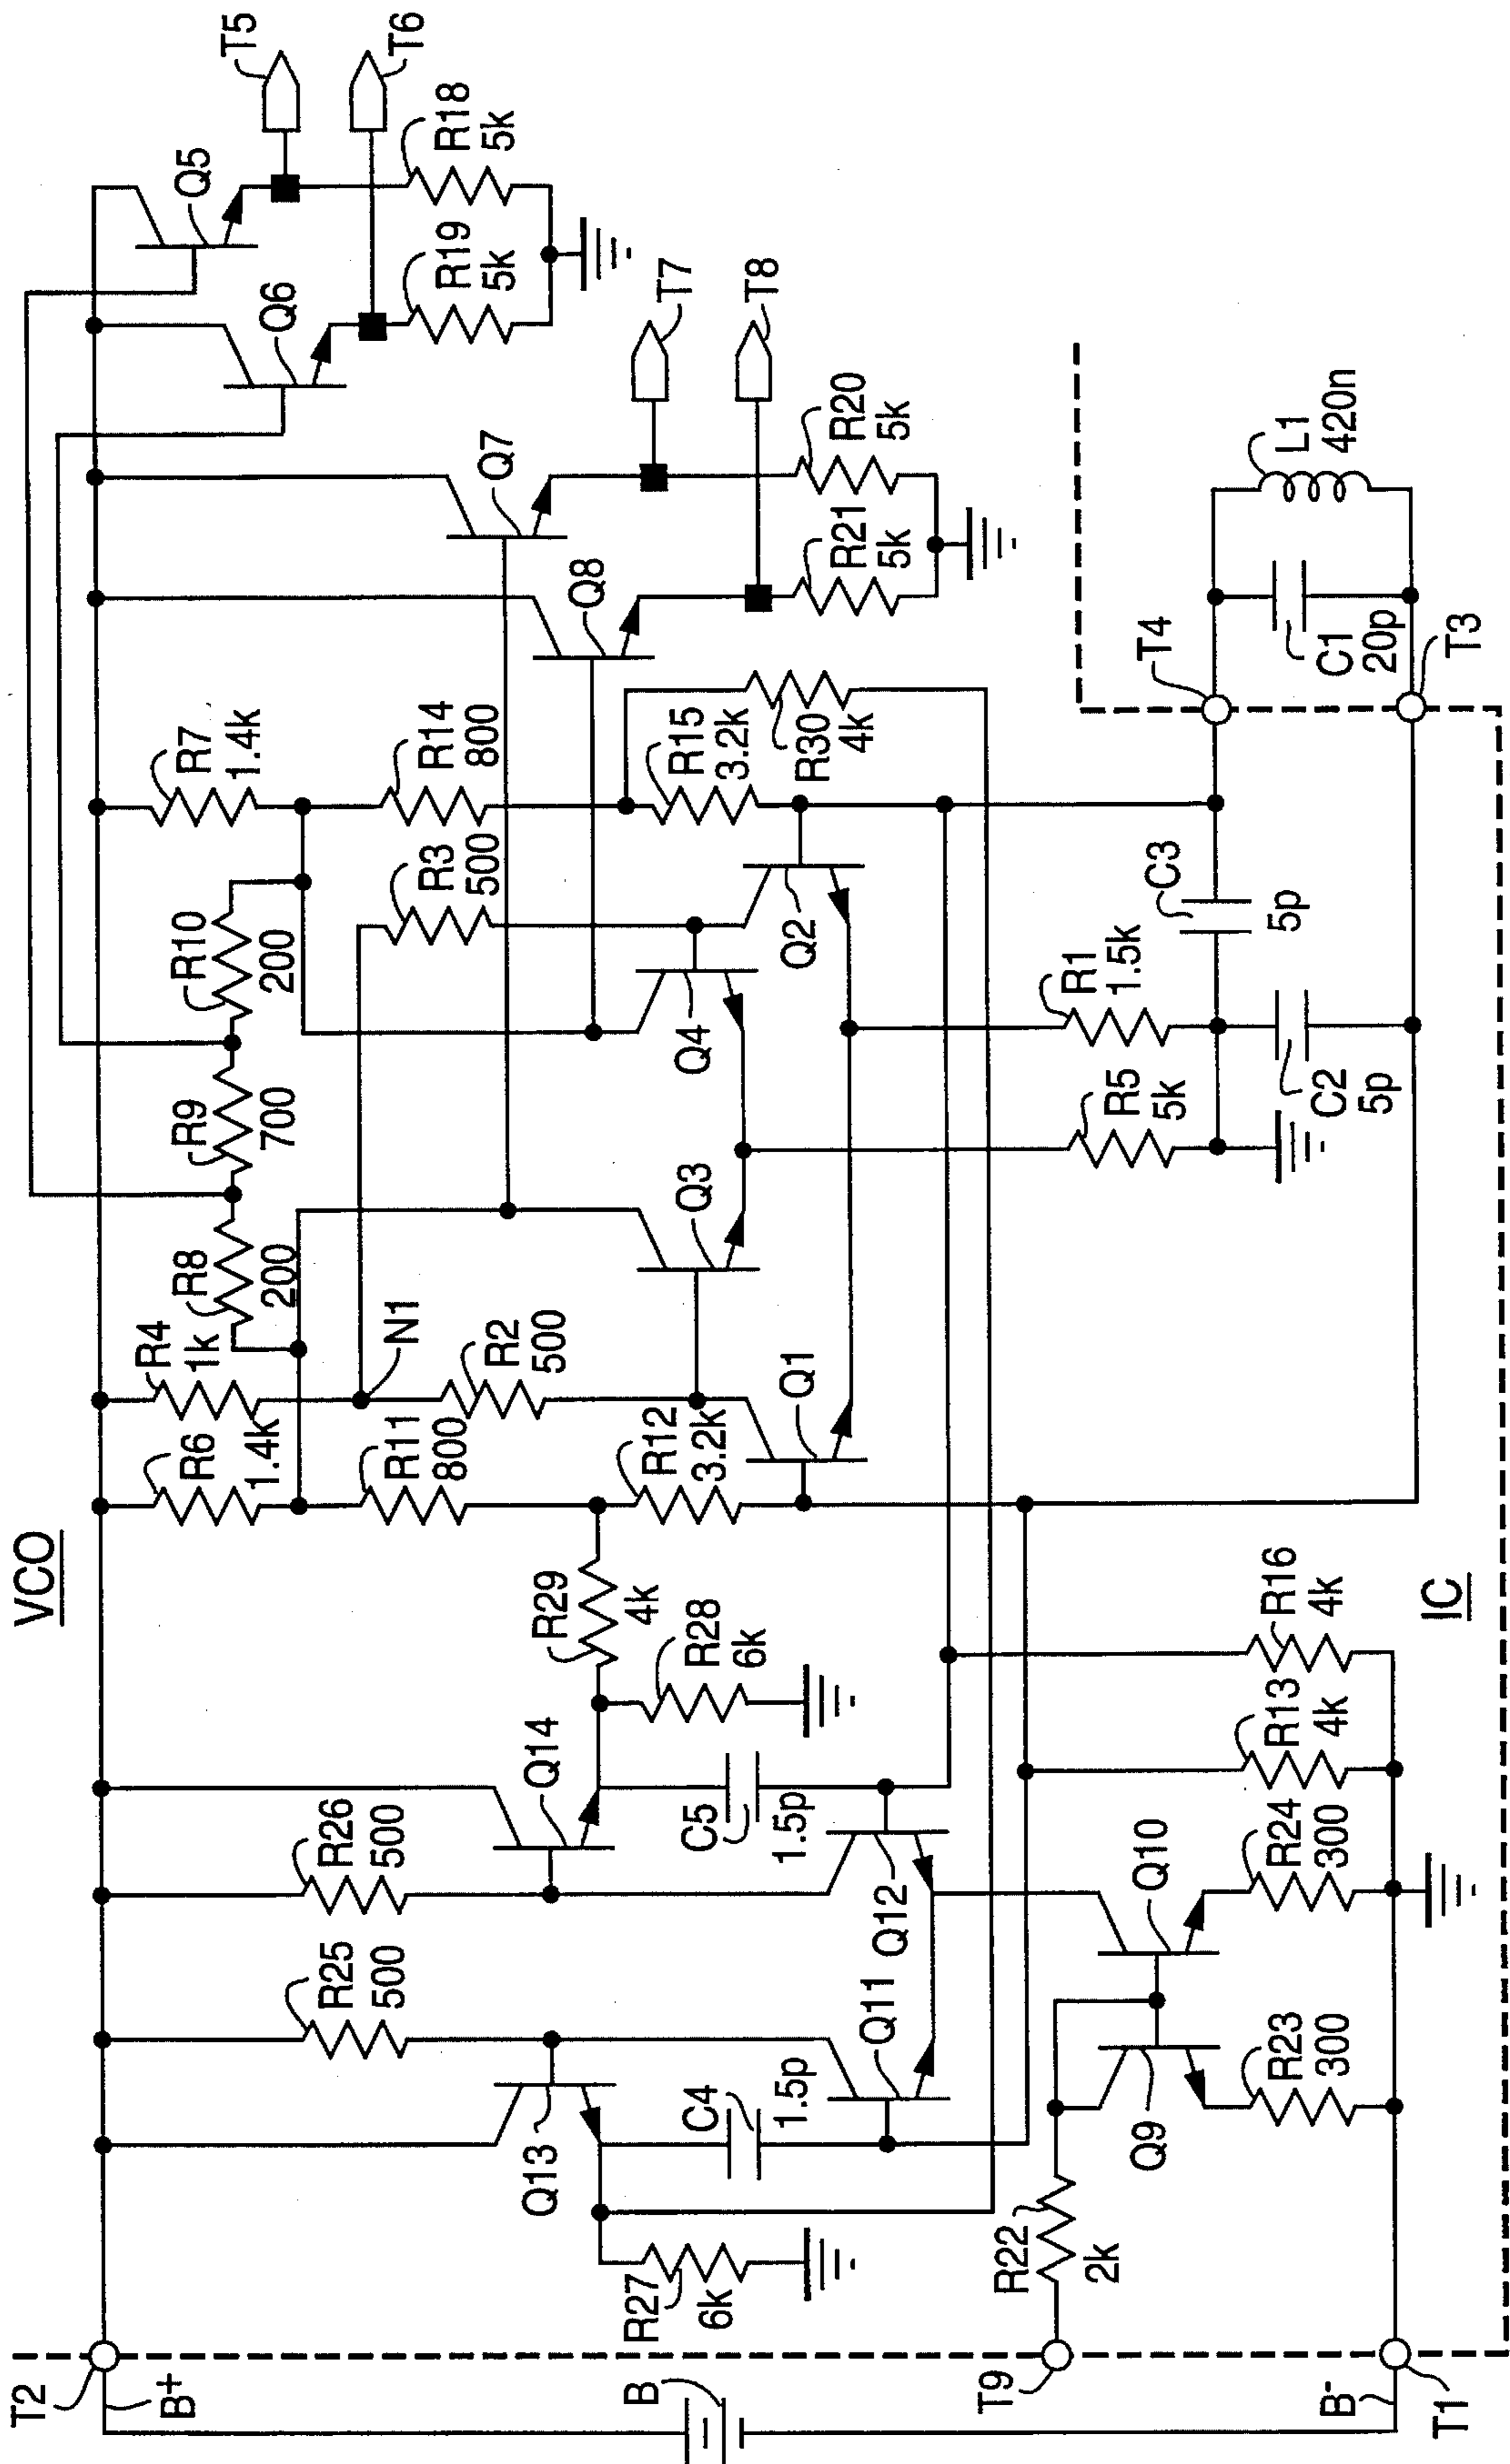 VCO
T5
T6
Q5
R18
5k
Q6
R19
5k
T7
T8
Q7
R20
5k
Q8
R21
5k
R7
1.4k
R14
800
R15
3.2k
R30
4k
R10
200
R3
500
R9
700
Q4
Q2
R8
200
Q3
R4
1k
N1
R2
500
Q1
R6
1.4k
R11
800
R12
3.2k
R1
1.5k
R5
5k
C3
5p
C2
5p
T4
T3
C1
20p
L1
420n
R29
4k
R28
6k
Q14
R26
500
C5
1.5p
Q12
R25
500
Q13
C4
1.5p
Q11
R27
6k
R16
4k
R13
4k
Q10
R24
300
Q9
R23
300
R22
2k
IC
T2
B+
B
T9
B-
T1